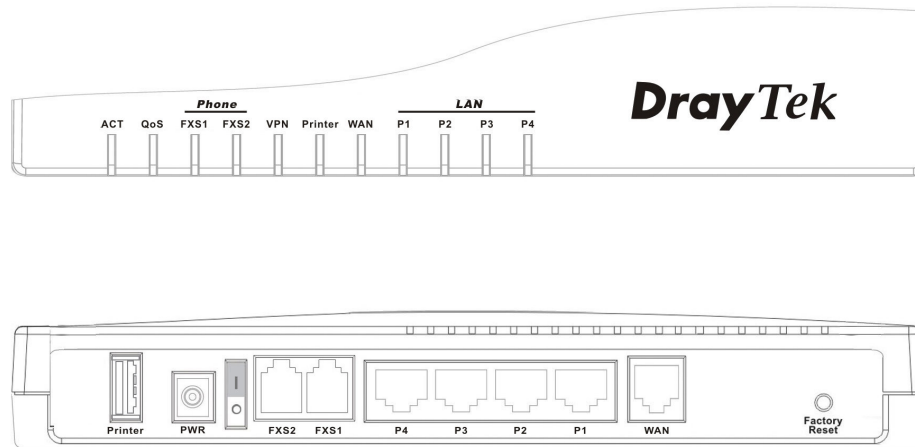 DrayTek
Phone LAN
ACT QoS FXS1 FXS2 VPN Printer WAN P1 P2 P3 P4
Printer PWR FXS2 FXS1 P4 P3 P2 P1 WAN Factory
Reset